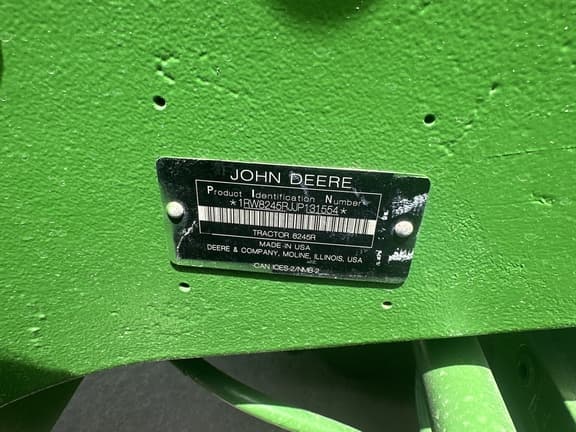 JOHN DEERE
Product Identification Number
*1RW8245RJJP131554*
TRACTOR 8245R
MADE IN USA
DEERE & COMPANY, MOLINE, ILLINOIS, USA
CAN ICES-2/NMB-2